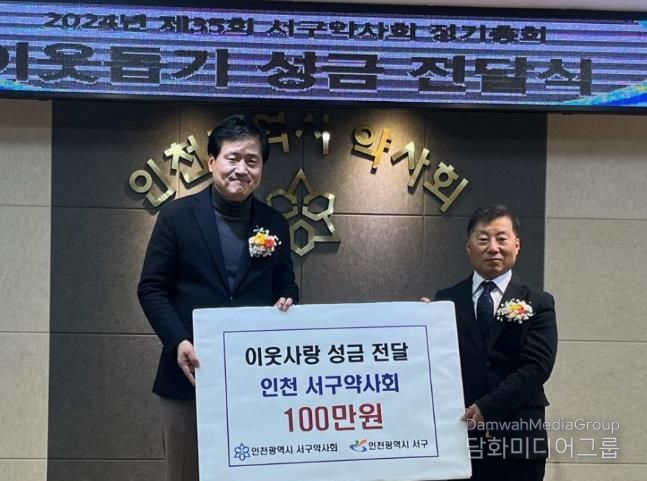 2024년 제35회 서구약사회 정기총회
이웃돕기 성금 전달식
인천 역시 약사회
이웃사랑 성금 전달
인천 서구약사회
100만원
인천광역시 서구약사회 인천광역시 서구
DamwahMediaGroup
담화미디어그룹